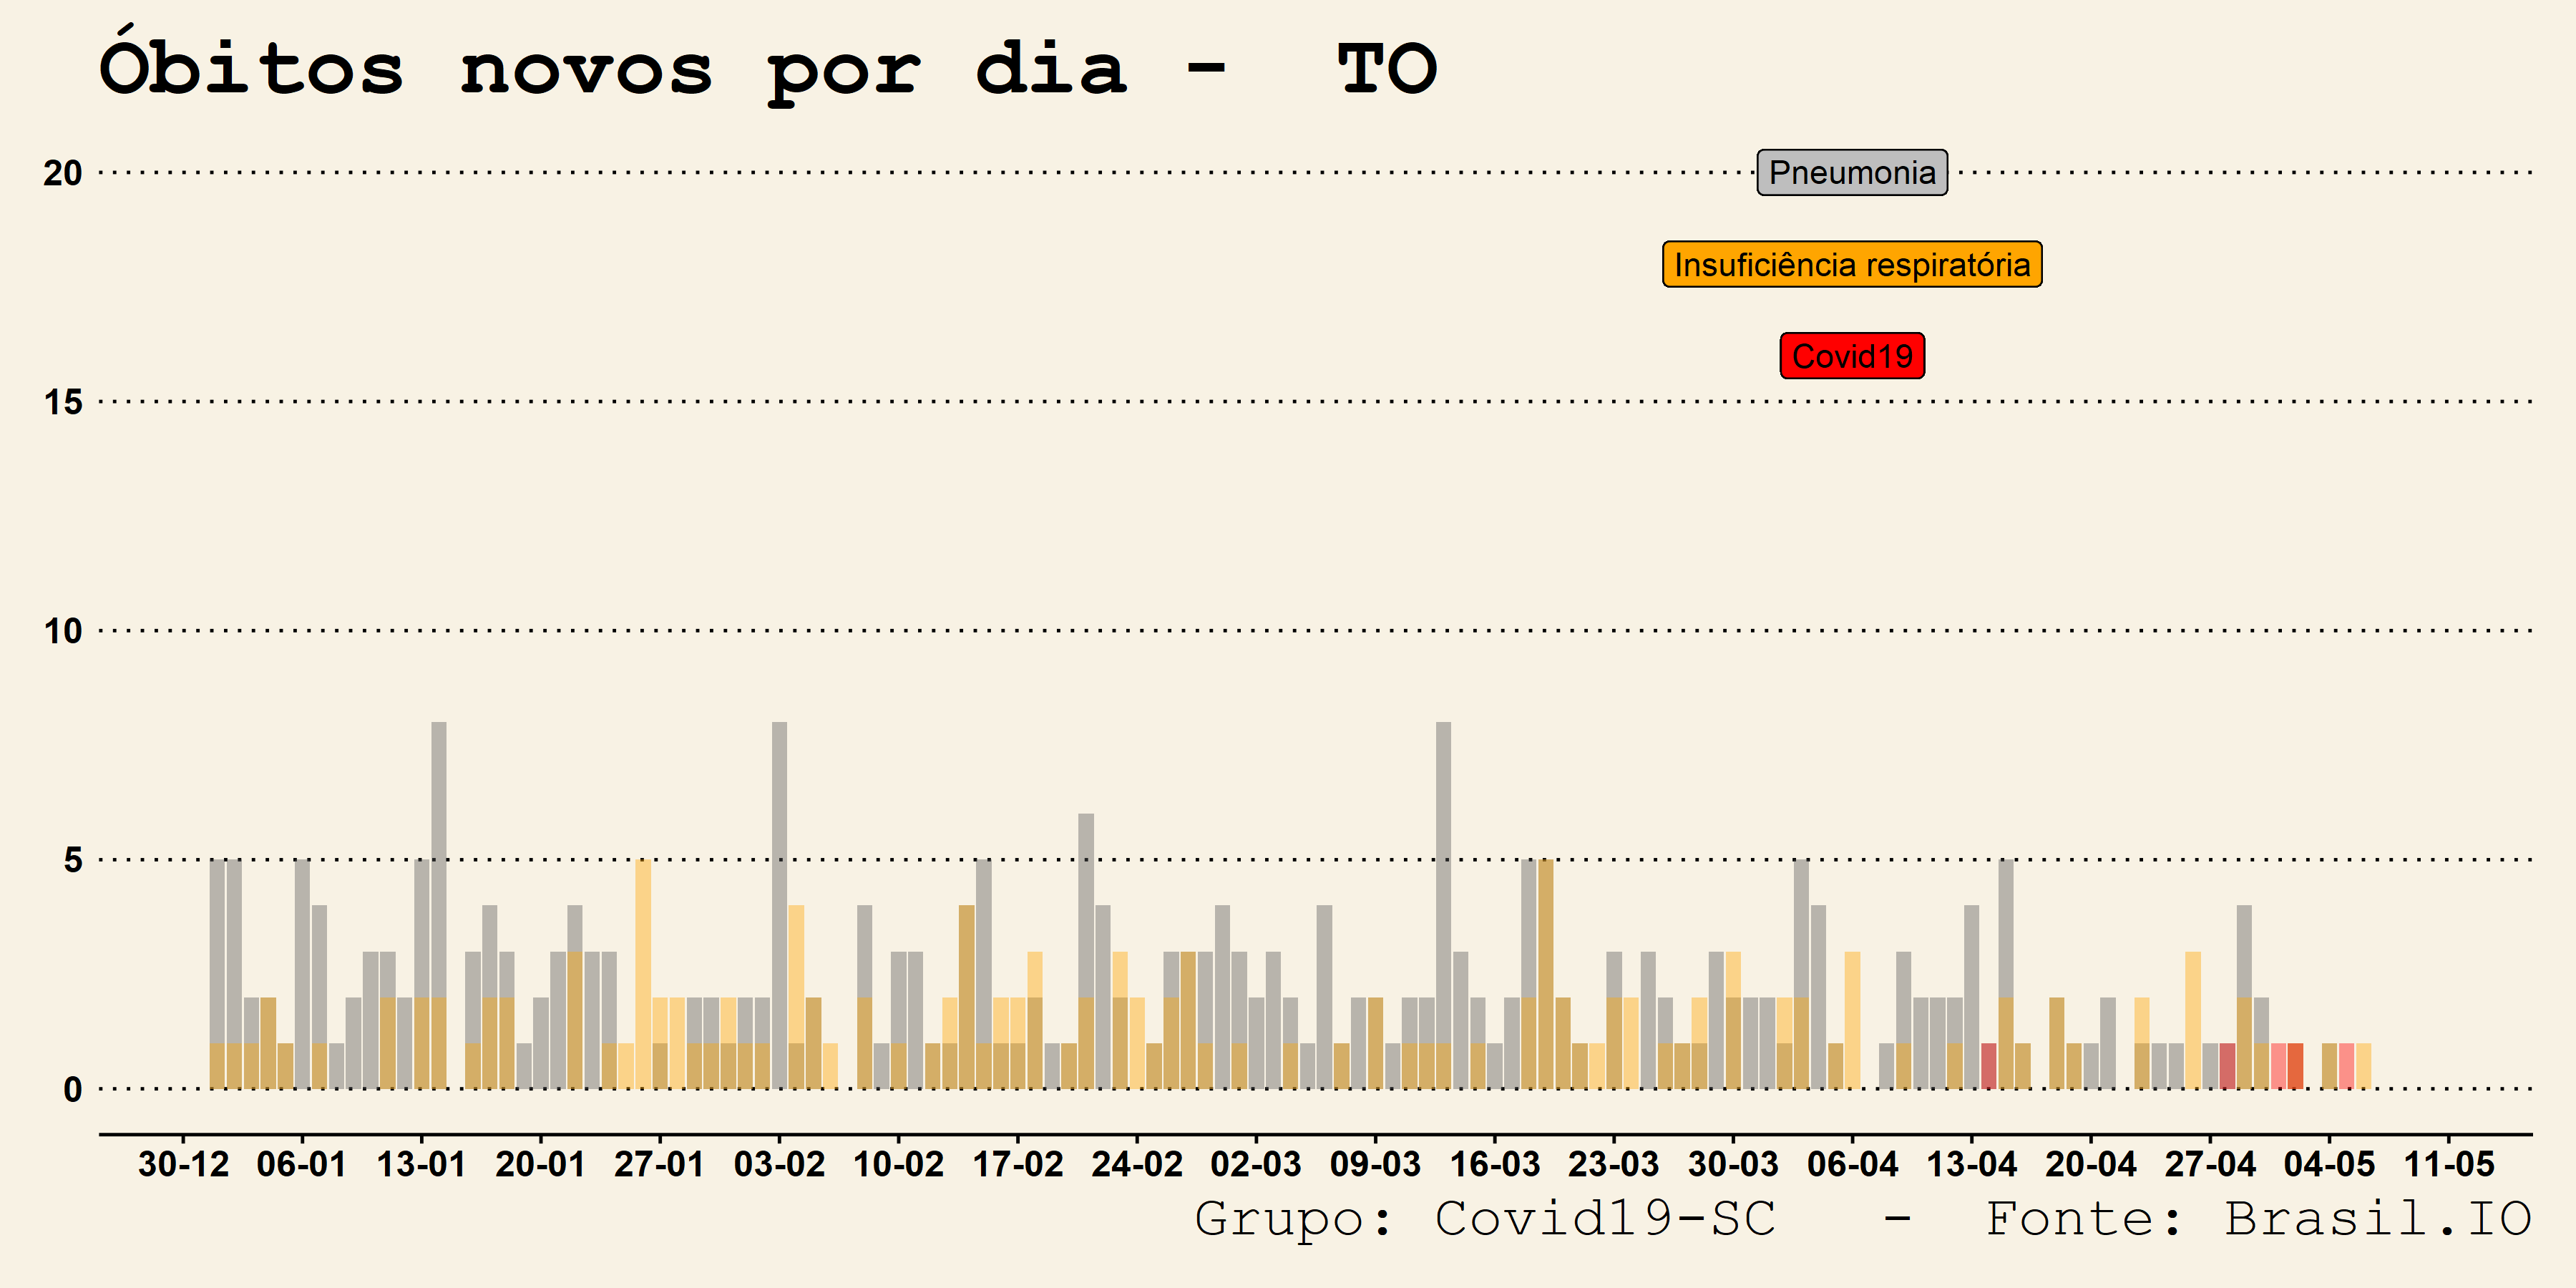 Óbitos novos por dia -  TO
20
Pneumonia
Insuficiência respiratória
Covid19
15
10
5
0
30-12 06-01 13-01 20-01 27-01 03-02 10-02 17-02 24-02 02-03 09-03 16-03 23-03 30-03 06-04 13-04 20-04 27-04 04-05 11-05
Grupo: Covid19-SC  -  Fonte: Brasil.IO